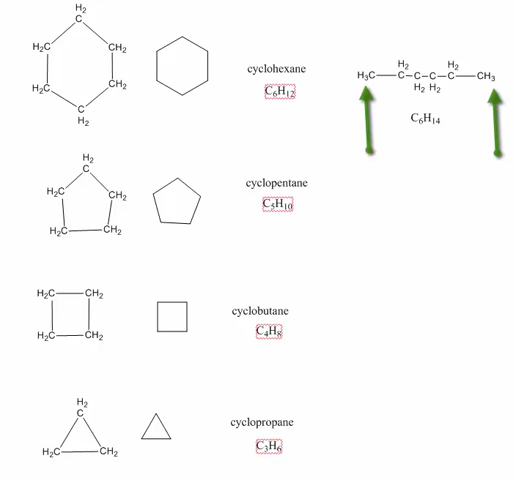 H2
C
H2C
CH2
H2C
CH2
C
H2
cyclohexane
C6H12
H2 H2
H3C C C C C CH3
H2 H2
C6H14
H2
C
H2C
CH2
H2C
CH2
cyclopentane
C5H10
H2C CH2
H2C CH2
cyclobutane
C4H8
H2
C
H2C CH2
cyclopropane
C3H6